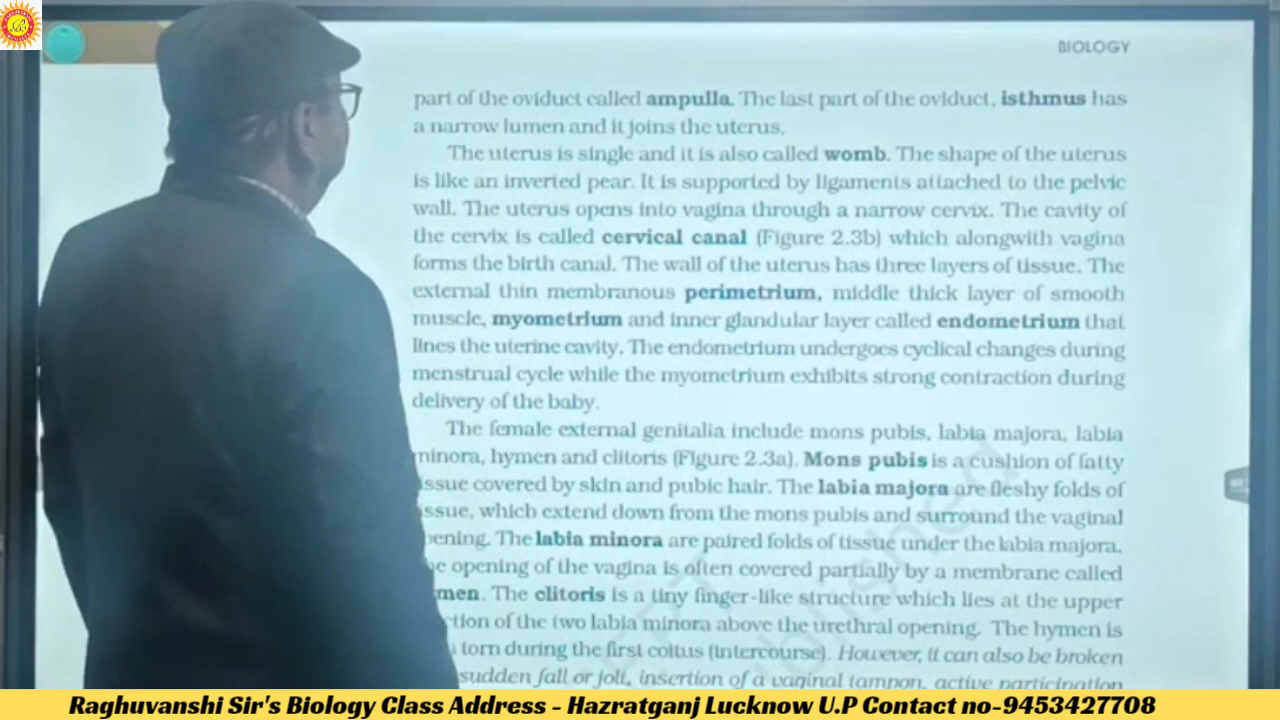 BIOLOGY
part of the oviduct called ampulla. The last part of the oviduct, isthmus has
a narrow lumen and it joins the uterus.
The uterus is single and it is also called womb. The shape of the uterus
is like an inverted pear. It is supported by ligaments attached to the pelvic
wall. The uterus opens into vagina through a narrow cervix. The cavity of
the cervix is called cervical canal (Figure 2.3b) which alongwith vagina
forms the birth canal. The wall of the uterus has three layers of tissue. The
external thin membranous perimetrium, middle thick layer of smooth
muscle, myometrium and inner glandular layer called endometrium that
lines the uterine cavity. The endometrium undergoes cyclical changes during
menstrual cycle while the myometrium exhibits strong contraction during
delivery of the baby.
The female external genitalia include mons pubis, labia majora, labia
minora, hymen and clitoris (Figure 2.3a). Mons pubis is a cushion of fatty
issue covered by skin and pubic hair. The labia majora are fleshy folds of
issue, which extend down from the mons pubis and surround the vaginal
ening. The labia minora are paired folds of tissue under the labia majora.
e opening of the vagina is often covered partially by a membrane called
men. The clitoris is a tiny finger-like structure which lies at the upper
ction of the two labia minora above the urethral opening. The hymen is
torn during the first coitus (intercourse). However, it can also be broken
sudden fall or jolt, insertion of a vaginal tampon, active participation
Raghuvanshi Sir's Biology Class Address - Hazratganj Lucknow U.P Contact no-9453427708